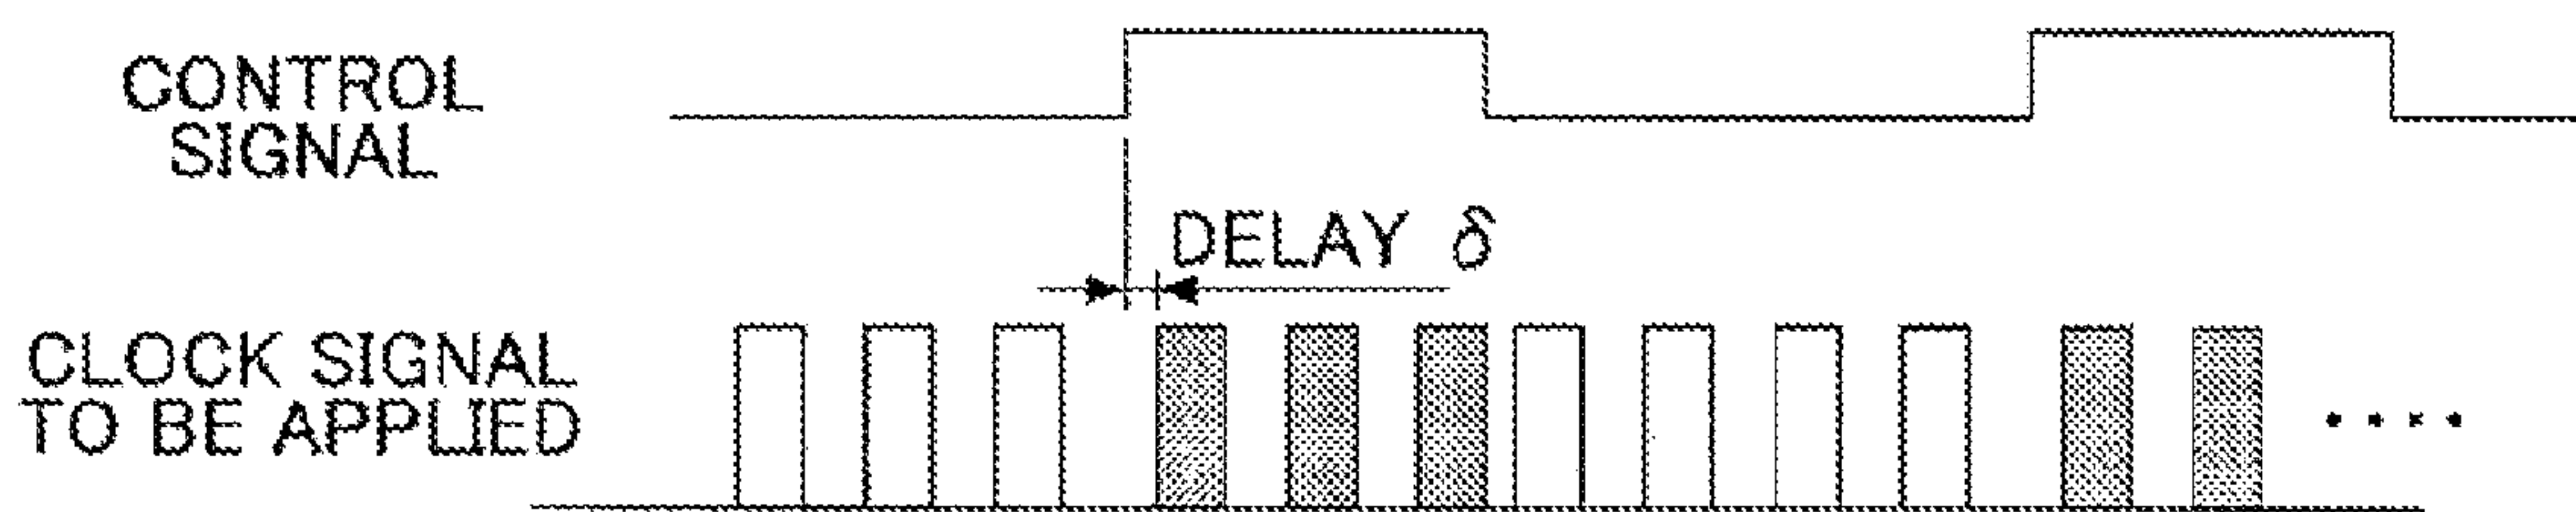 CONTROL
SIGNAL
DELAY δ
CLOCK SIGNAL
TO BE APPLIED